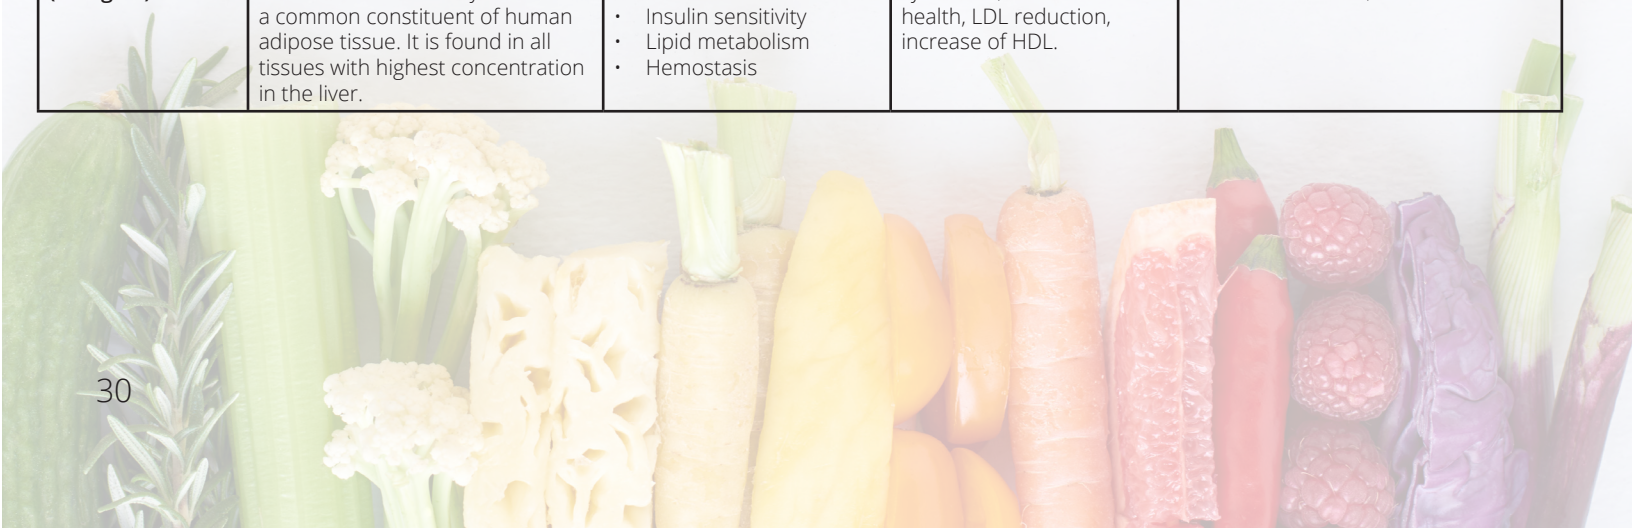 a common constituent of human
adipose tissue. It is found in all
tissues with highest concentration
in the liver.
• Insulin sensitivity
• Lipid metabolism
• Hemostasis
health, LDL reduction,
increase of HDL.
30